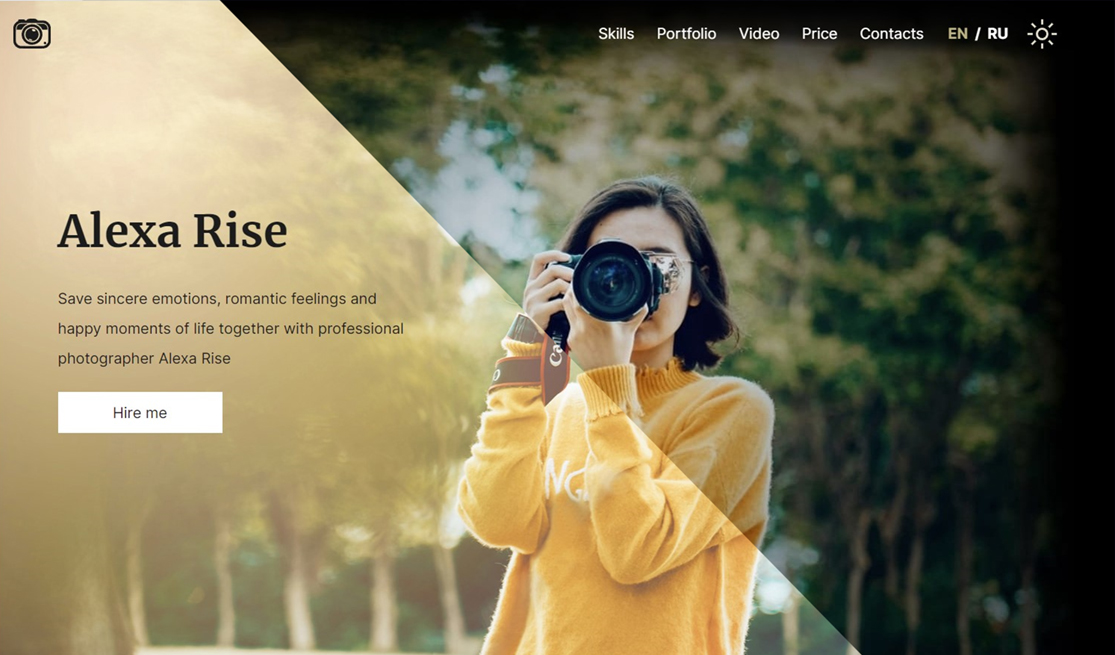 Skills Portfolio Video Price Contacts EN / RU
Alexa Rise
Save sincere emotions, romantic feelings and
happy moments of life together with professional
photographer Alexa Rise
Hire me